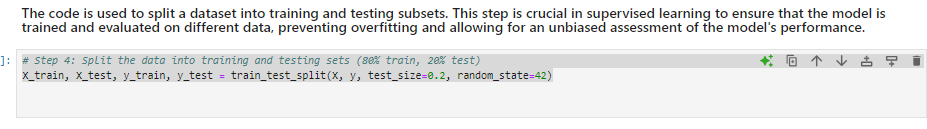 The code is used to split a dataset into training and testing subsets. This step is crucial in supervised learning to ensure that the model is
trained and evaluated on different data, preventing overfitting and allowing for an unbiased assessment of the model's performance.
]: # Step 4: Split the data into training and testing sets (80% train, 20% test)
X_train, X_test, y_train, y_test = train_test_split(X, y, test_size=0.2, random_state=42)